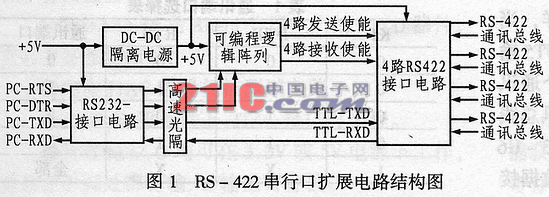 +5V
DC-DC
隔离电源
+5V
可编程逻
辑阵列
4路发送使能
4路接收使能
4路RS422
接口电路
RS-422
通讯总线
RS-422
通讯总线
RS-422
通讯总线
RS-422
通讯总线
PC-RTS
PC-DTR
PC-TXD
PC-RXD
RS232-
接口电路
高速光隔
TTL-TXD
TTL-RXD
21IC.com
中国电子网
图1 RS-422串行口扩展电路结构图